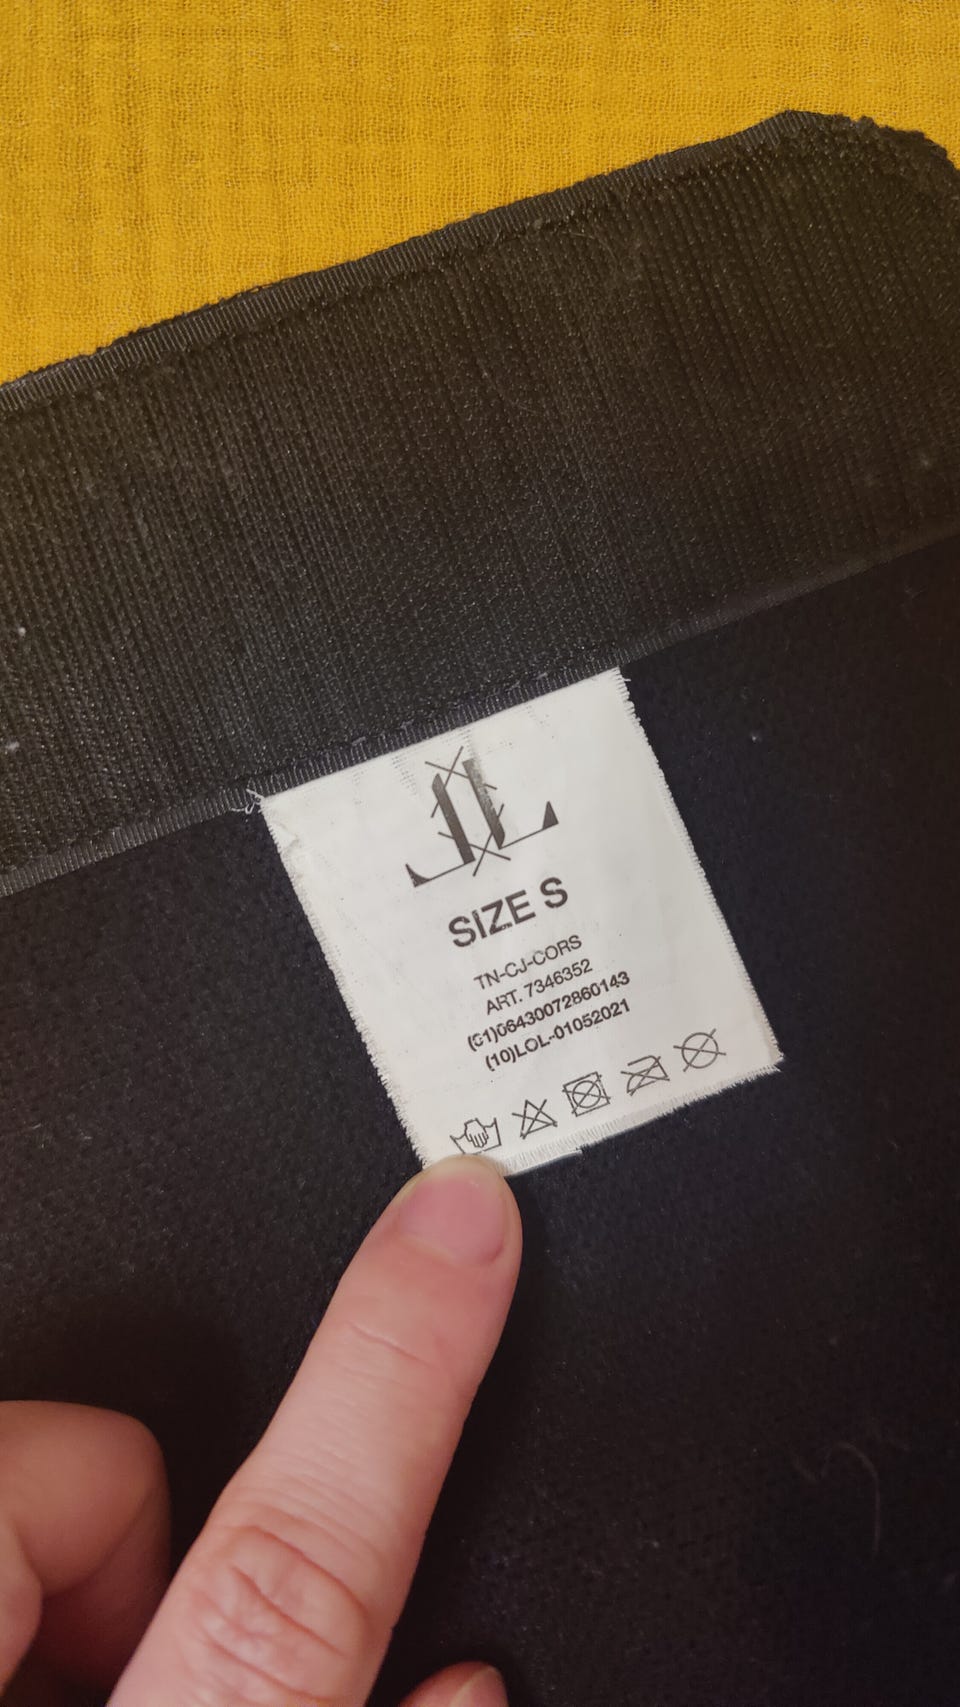 SIZE S
TN-CJ-CORS
ART. 7346352
(01)06430072860143
(10)LOL-01052021